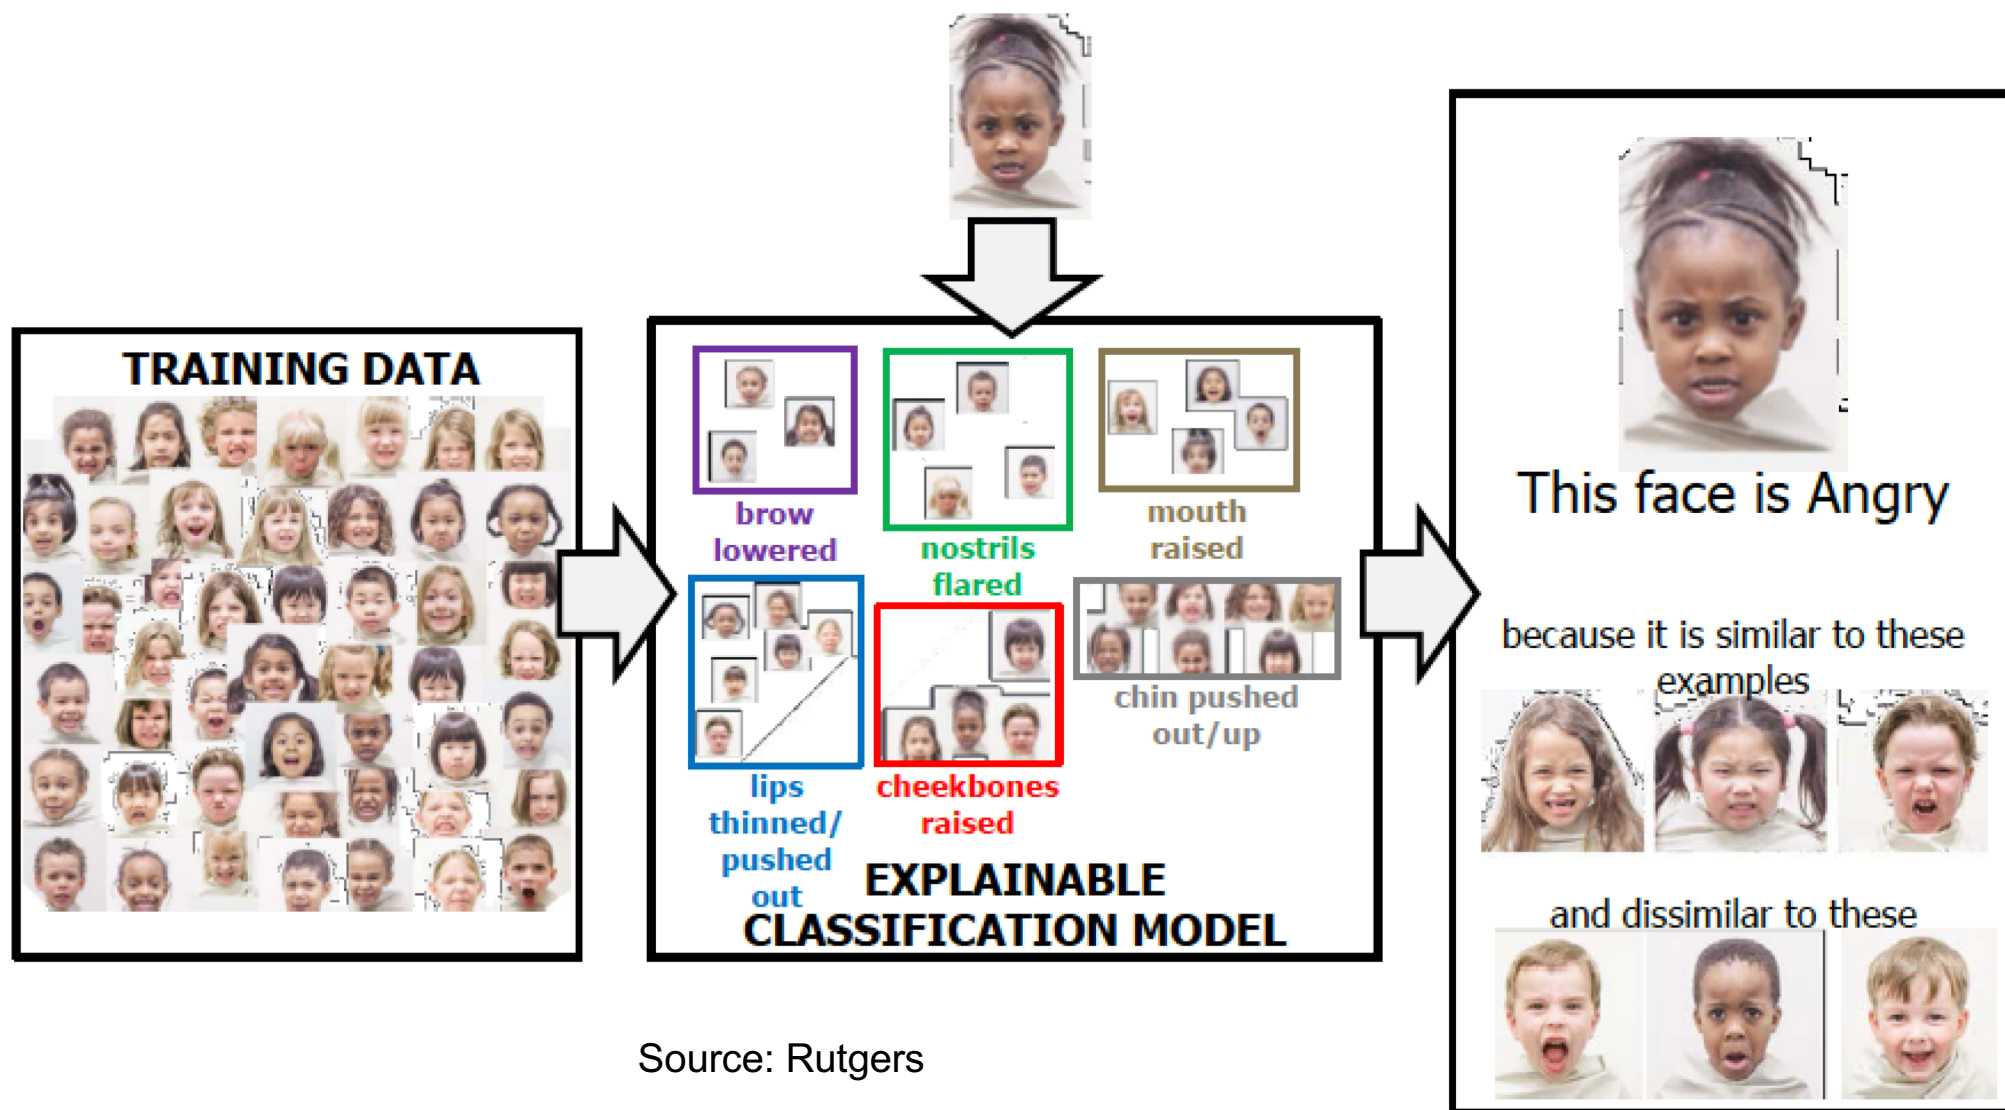 TRAINING DATA
brow
lowered
nostrils
flared
mouth
raised
lips
thinned/
pushed
out
cheekbones
raised
chin pushed
out/up
EXPLAINABLE
CLASSIFICATION MODEL
This face is Angry
because it is similar to these
examples
and dissimilar to these
Source: Rutgers